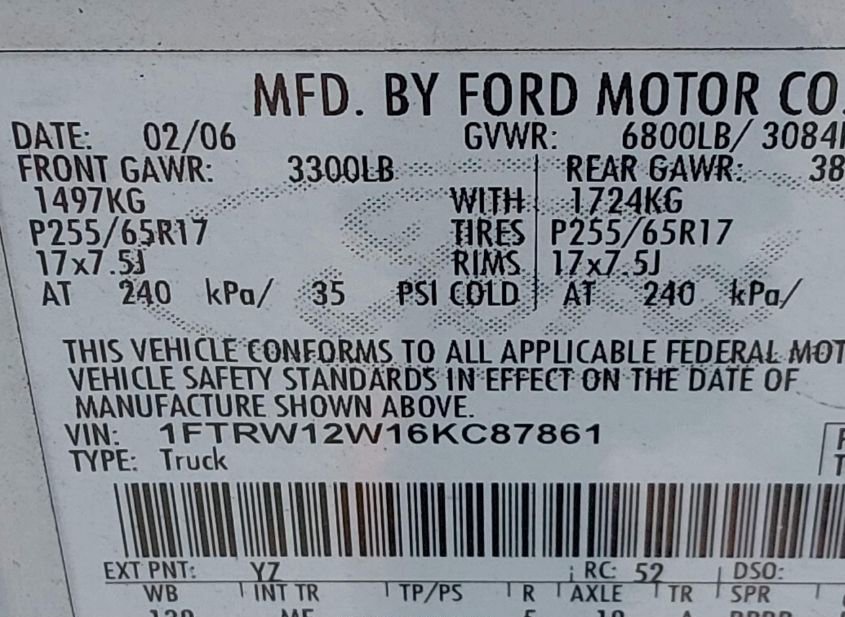 MFD. BY FORD MOTOR CO.
DATE: 02/06 GVWR: 6800LB/ 3084
FRONT GAWR: 3300LB REAR GAWR: 38
1497KG WITH 1724KG
P255/65R17 TIRES P255/65R17
17x7.5J RIMS 17x7.5J
AT 240 kPa/ 35 PSI COLD AT 240 kPa/
THIS VEHICLE CONFORMS TO ALL APPLICABLE FEDERAL MOT
VEHICLE SAFETY STANDARDS IN EFFECT ON THE DATE OF
MANUFACTURE SHOWN ABOVE.
VIN: 1FTRW12W16KC87861
TYPE: Truck
EXT PNT: YZ RC: 52 DSO:
WB INT TR TP/PS R AXLE TR SPR